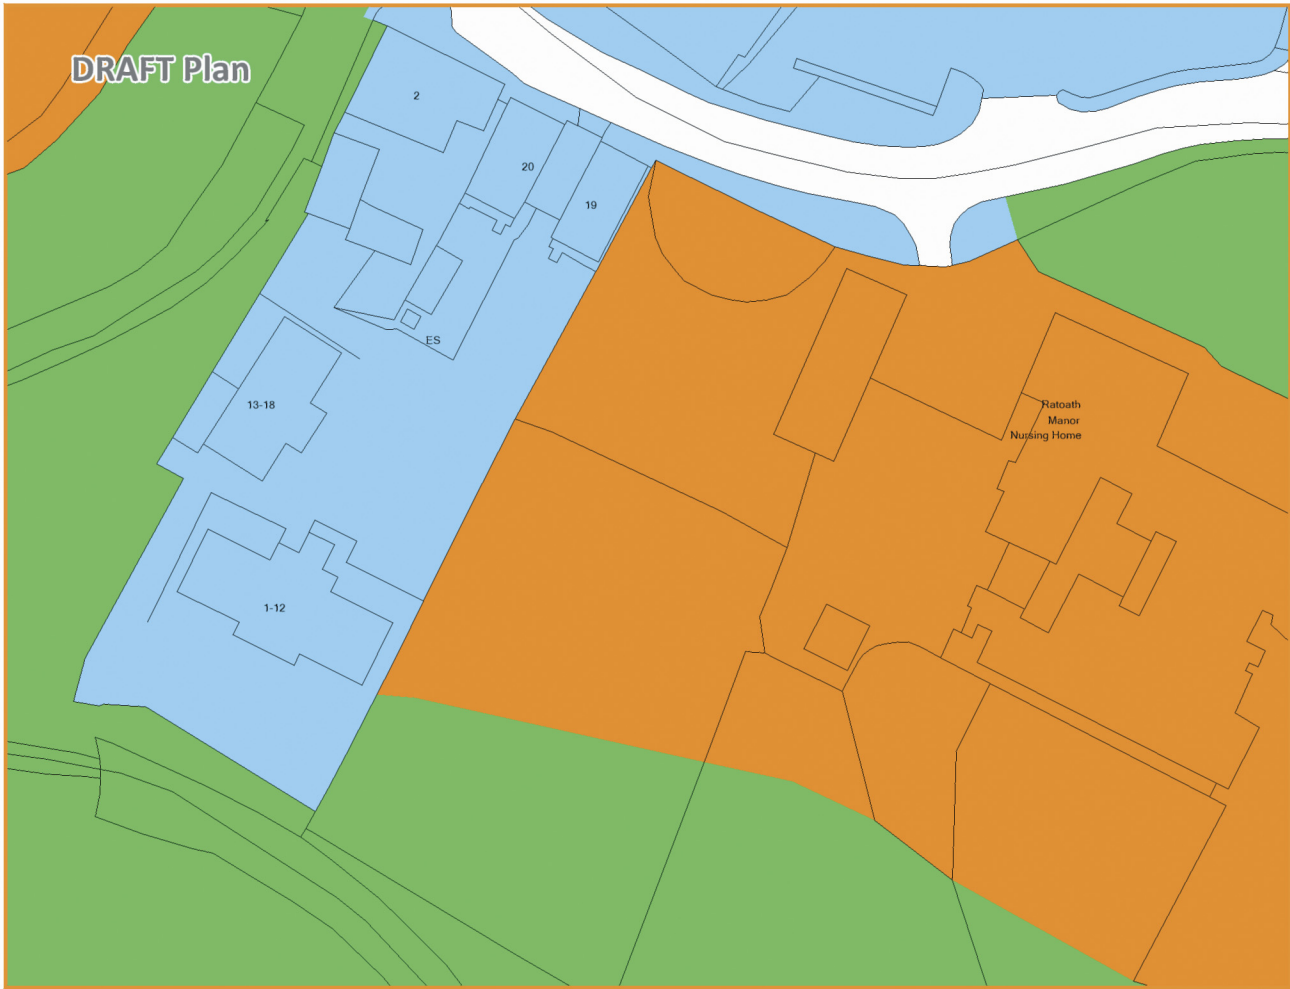 DRAFT Plan
2
20
19
ES
13-18
Ratoath
Manor
Nursing Home
1-12